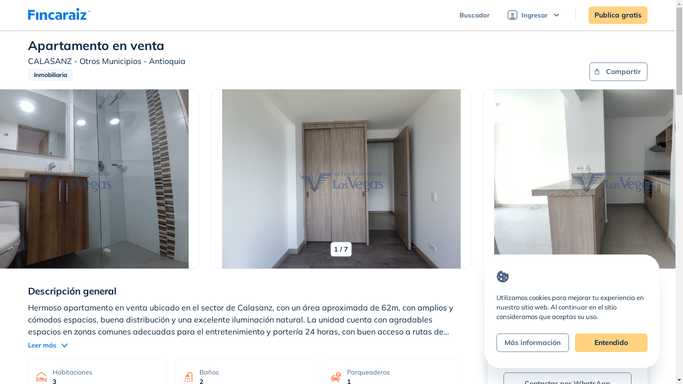 Fincaraiz
Buscador
Ingresar
Publica gratis
Apartamento en venta
CALASANZ - Otros Municipios - Antioquia
Inmobiliaria
Compartir
Los Vegas
Los Vegas
Los Vegas
1 / 7
Descripción general
Hermoso apartamento en venta ubicado en el sector de Calasanz, con un área aproximada de 62m, con amplios y
cómodos espacios, buena distribución y una excelente iluminación natural. La unidad cuenta con agradables
espacios en zonas comunes adecuadas para el entretenimiento y portería 24 horas, con buen acceso a rutas de...
Leer más
Habitaciones
3
Baños
2
Parqueaderos
1
Utilizamos cookies para mejorar tu experiencia en
nuestro sitio web. Al continuar en el sitio
consideramos que aceptas su uso.
Más información
Entendido
Contactar por WhatsApp